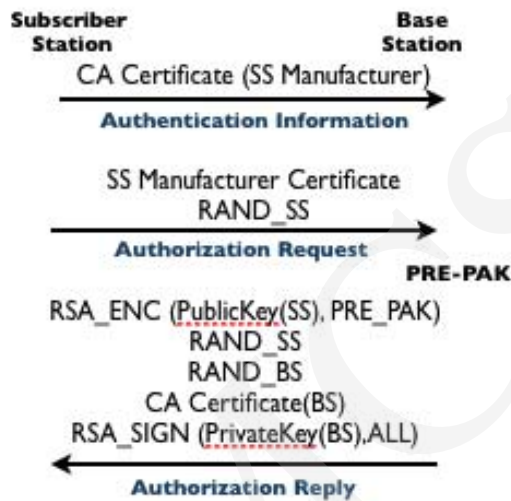 Subscriber Station
Base Station
CA Certificate (SS Manufacturer)
Authentication Information
SS Manufacturer Certificate
RAND_SS
Authorization Request
PRE-PAK
RSA_ENC (PublicKey(SS), PRE_PAK)
RAND_SS
RAND_BS
CA Certificate(BS)
RSA_SIGN (PrivateKey(BS),ALL)
Authorization Reply